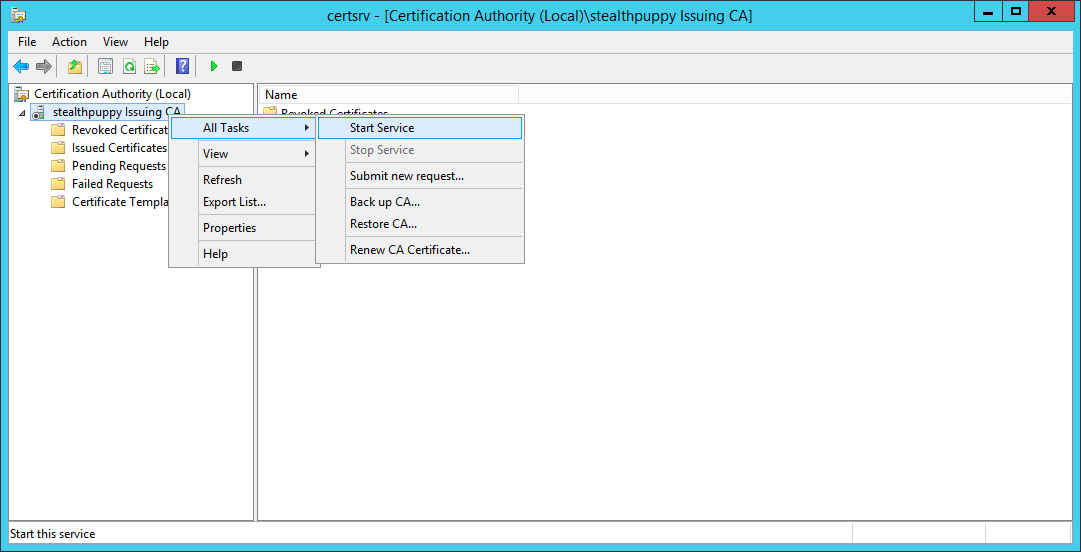 certsrv - [Certification Authority (Local)\stealthpuppy Issuing CA]
File Action View Help
Certification Authority (Local)
stealthpuppy Issuing CA
Revoked Certificat
Issued Certificates
Pending Requests
Failed Requests
Certificate Templa
Name
Revoked Certificates
All Tasks
View
Refresh
Export List...
Properties
Help
Start Service
Stop Service
Submit new request...
Back up CA...
Restore CA...
Renew CA Certificate...
Start this service